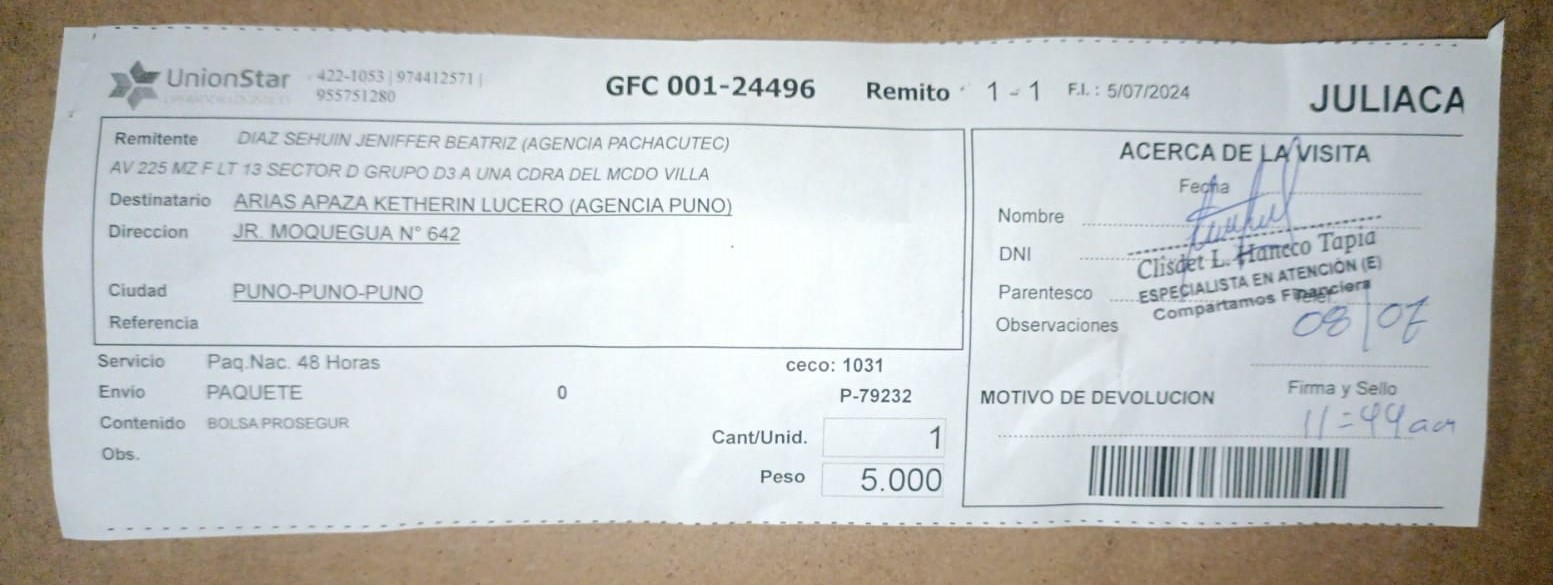 UnionStar 422-1053 | 974412571 |
955751280
GFC 001-24496 Remito 1 - 1 F.I. : 5/07/2024
JULIACA
Remitente DIAZ SEHUIN JENIFFER BEATRIZ (AGENCIA PACHACUTEC)
AV 225 MZ F LT 13 SECTOR D GRUPO D3 A UNA CDRA DEL MCDO VILLA
Destinatario ARIAS APAZA KETHERIN LUCERO (AGENCIA PUNO)
Direccion JR. MOQUEGUA N° 642
Ciudad PUNO-PUNO-PUNO
Referencia
Servicio Paq.Nac. 48 Horas ceco: 1031
Envio PAQUETE 0 P-79232
Contenido BOLSA PROSEGUR
Obs.
Cant/Unid. 1
Peso 5.000
ACERCA DE LA VISITA
Fecha
Nombre
DNI
Clisdet L. Hancco Tapia
Parentesco
ESPECIALISTA EN ATENCIÓN (E)
Compartamos Financiera
Observaciones
08/07
MOTIVO DE DEVOLUCION
Firma y Sello
11=44am